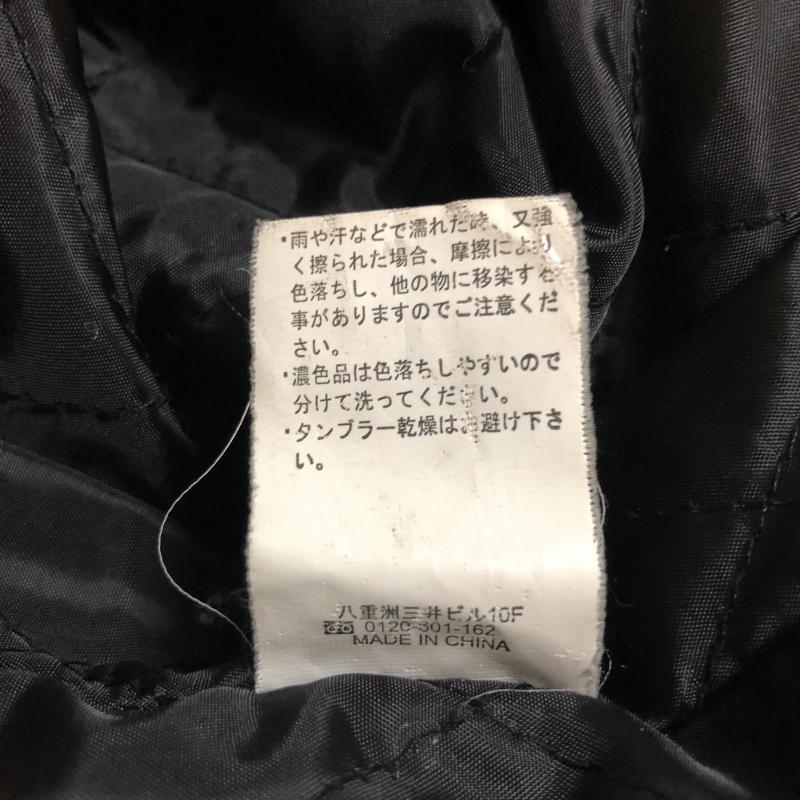 ・雨や汗などで濡れた時、又強
く擦られた場合、摩擦により
色落ちし、他の物に移染する
事がありますのでご注意くだ
さい。
・濃色品は色落ちしやすいので
分けて洗ってください。
・タンブラー乾燥はお避け下さ
い。
八重洲三井ビル10F
0120-301-162
MADE IN CHINA